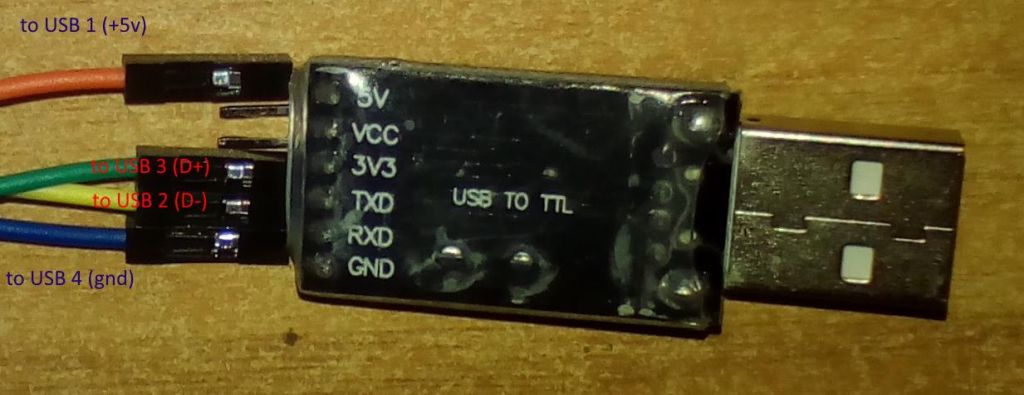 to USB 1 (+5v)
5V
VCC
3V3
TXD
RXD
GND
USB TO TTL
to USB 3 (D+)
to USB 2 (D-)
to USB 4 (gnd)